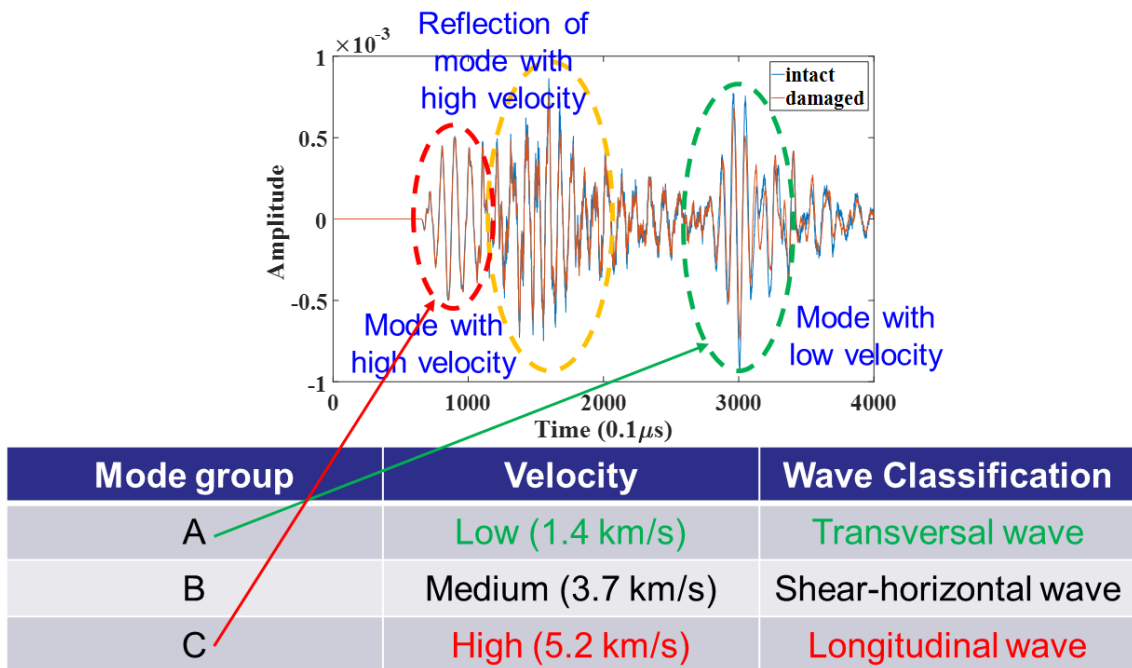 Reflection of
mode with
high velocity
×10⁻³
1
0.5
0
-0.5
-1
Amplitude
intact
damaged
Mode with
high velocity
Mode with
low velocity
0 1000 2000 3000 4000
Time (0.1μs)
Mode group Velocity Wave Classification
A Low (1.4 km/s) Transversal wave
B Medium (3.7 km/s) Shear-horizontal wave
C High (5.2 km/s) Longitudinal wave